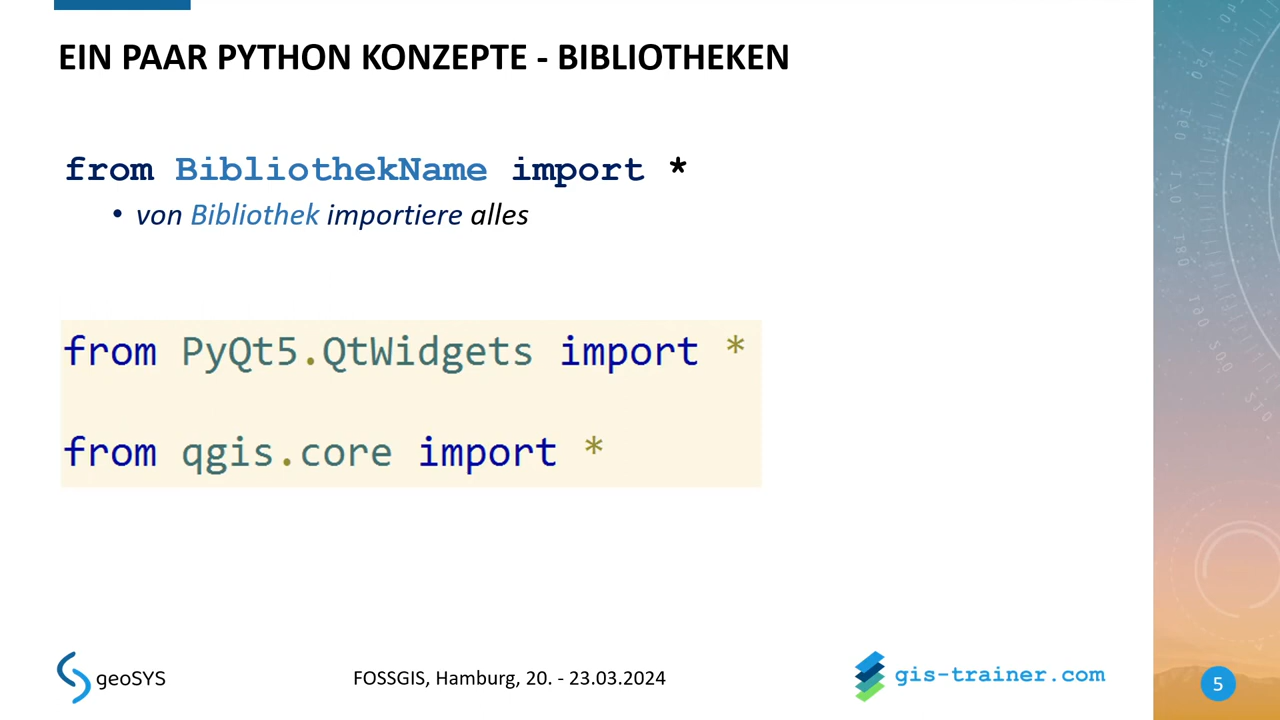 EIN PAAR PYTHON KONZEPTE - BIBLIOTHEKEN
from BibliothekName import *
• von Bibliothek importiere alles
from PyQt5.QtWidgets import *
from qgis.core import *
geoSYS
FOSSGIS, Hamburg, 20. - 23.03.2024
gis-trainer.com
5